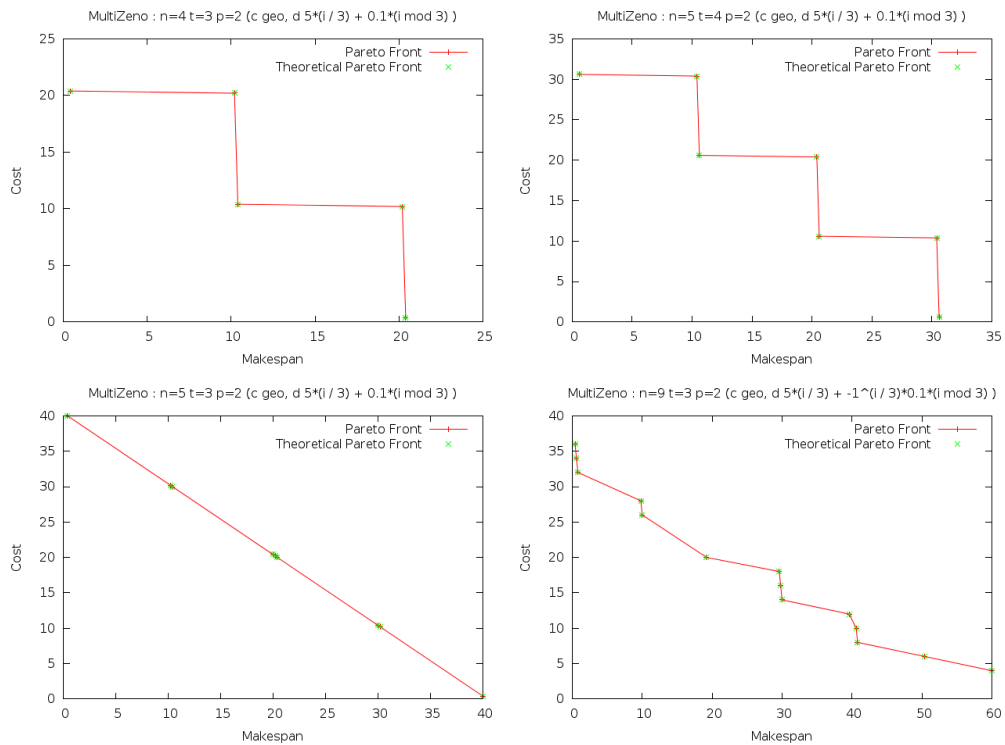 MultiZeno : n=4 t=3 p=2 (c geo, d 5*(i / 3) + 0.1*(i mod 3) )
25
20
15
10
5
0
Cost
Pareto Front
Theoretical Pareto Front
0 5 10 15 20 25
Makespan
MultiZeno : n=5 t=4 p=2 (c geo, d 5*(i / 3) + 0.1*(i mod 3) )
35
30
25
20
15
10
5
0
Cost
Pareto Front
Theoretical Pareto Front
0 5 10 15 20 25 30 35
Makespan
MultiZeno : n=5 t=3 p=2 (c geo, d 5*(i / 3) + 0.1*(i mod 3) )
40
35
30
25
20
15
10
5
0
Cost
Pareto Front
Theoretical Pareto Front
0 5 10 15 20 25 30 35 40
Makespan
MultiZeno : n=9 t=3 p=2 (c geo, d 5*(i / 3) + -1^(i / 3)*0.1*(i mod 3) )
40
35
30
25
20
15
10
5
0
Cost
Pareto Front
Theoretical Pareto Front
0 10 20 30 40 50 60
Makespan